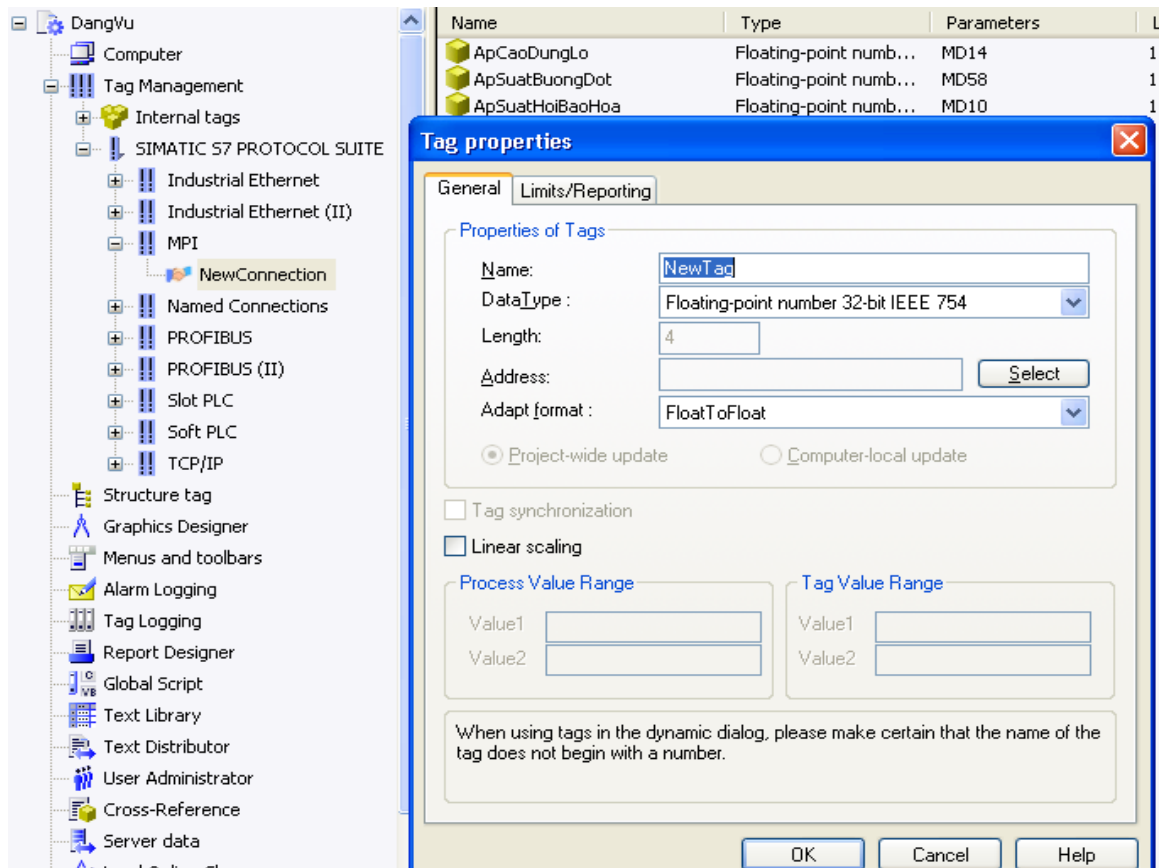 DangVu
Computer
Tag Management
Internal tags
SIMATIC S7 PROTOCOL SUITE
Industrial Ethernet
Industrial Ethernet (II)
MPI
NewConnection
Named Connections
PROFIBUS
PROFIBUS (II)
Slot PLC
Soft PLC
TCP/IP
Structure tag
Graphics Designer
Menus and toolbars
Alarm Logging
Tag Logging
Report Designer
Global Script
Text Library
Text Distributor
User Administrator
Cross-Reference
Server data
Name Type Parameters L
ApCaoDungLo Floating-point numb... MD14 1
ApSuatBuongDot Floating-point numb... MD58 1
ApSuatHoiBaoHoa Floating-point numb... MD10 1
Tag properties
General Limits/Reporting
Properties of Tags
Name: NewTag
DataType : Floating-point number 32-bit IEEE 754
Length: 4
Address: Select
Adapt format : FloatToFloat
Project-wide update Computer-local update
Tag synchronization
Linear scaling
Process Value Range Tag Value Range
Value1 Value1
Value2 Value2
When using tags in the dynamic dialog, please make certain that the name of the
tag does not begin with a number.
OK Cancel Help